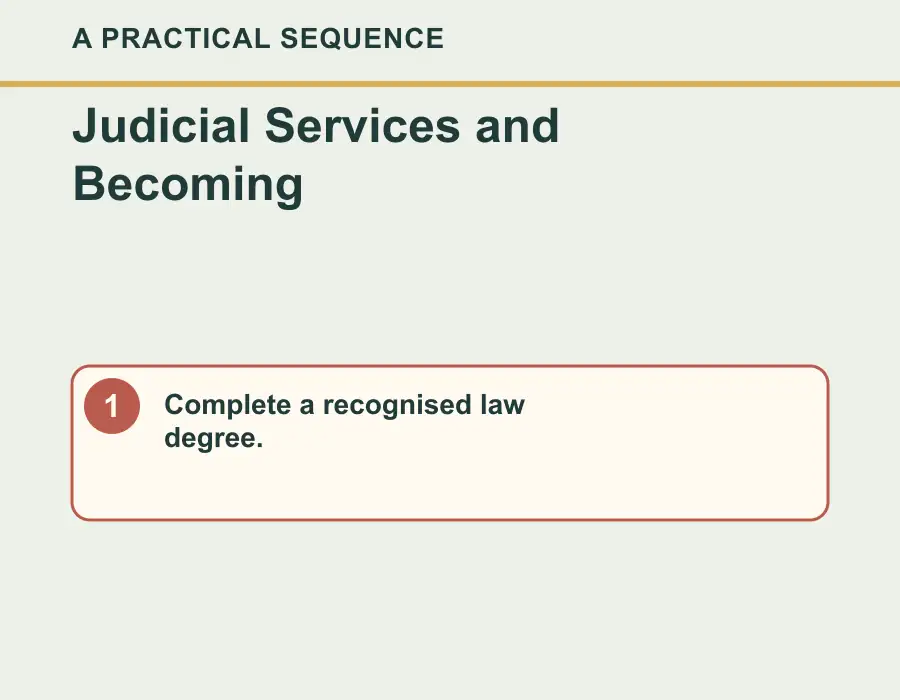 A PRACTICAL SEQUENCE
Judicial Services and
Becoming
1
Complete a recognised law
degree.